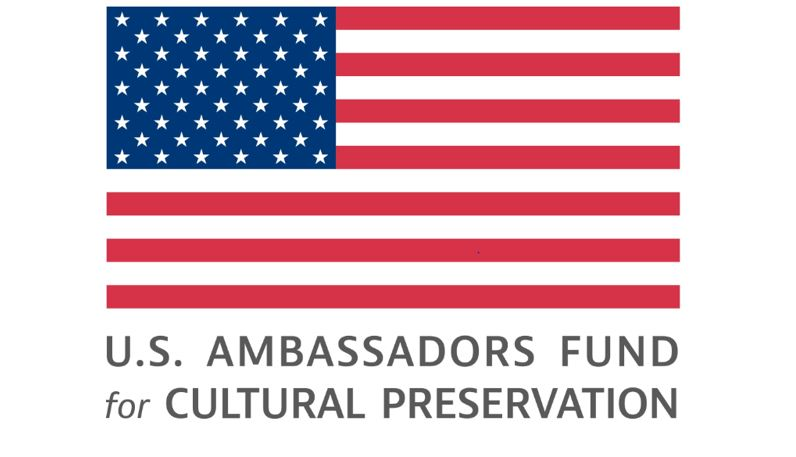 U.S. AMBASSADORS FUND
for CULTURAL PRESERVATION